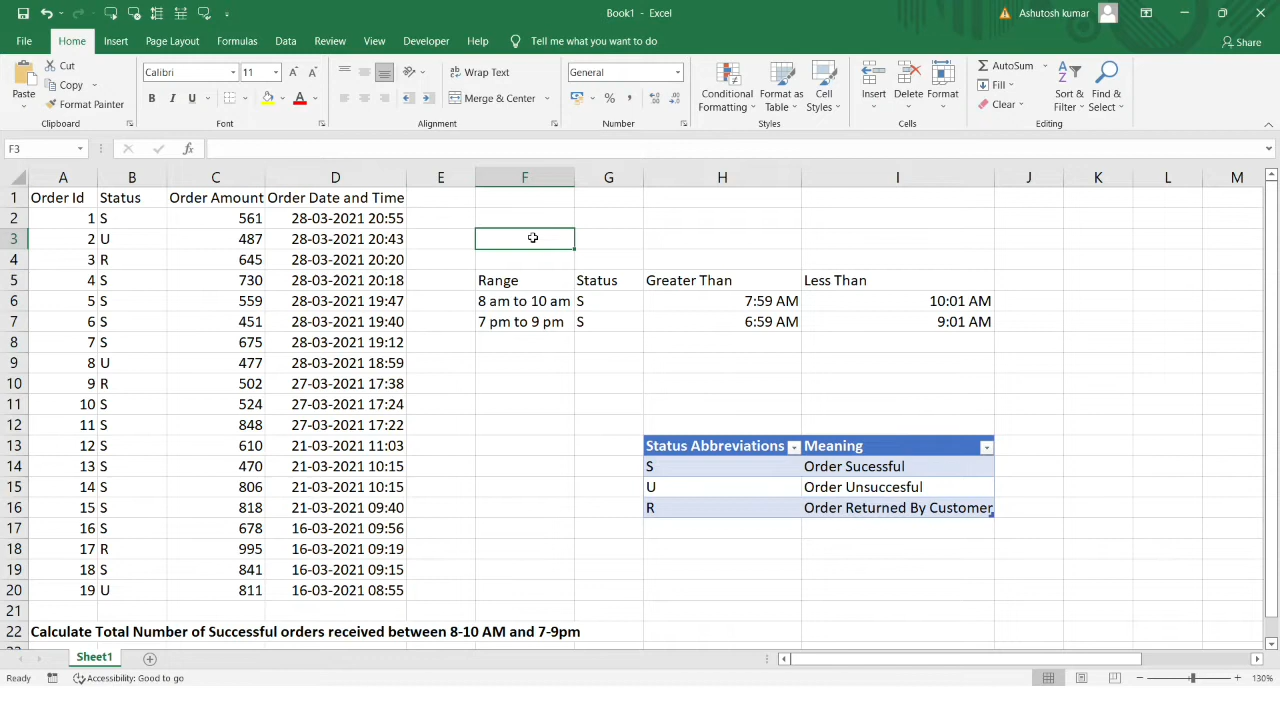 Book1 - Excel
Ashutosh kumar
File Home Insert Page Layout Formulas Data Review View Developer Help Tell me what you want to do Share
Paste Cut Copy Format Painter Clipboard
Calibri 11 B I U Font
Wrap Text Merge & Center Alignment
General % , Number
Conditional Formatting Format as Table Cell Styles Styles
Insert Delete Format Cells
AutoSum Fill Clear Sort & Filter Find & Select Editing
F3 fx
A B C D E F G H I J K L M
1 Order Id Status Order Amount Order Date and Time
2 1 S 561 28-03-2021 20:55
3 2 U 487 28-03-2021 20:43
4 3 R 645 28-03-2021 20:20
5 4 S 730 28-03-2021 20:18 Range Status Greater Than Less Than
6 5 S 559 28-03-2021 19:47 8 am to 10 am S 7:59 AM 10:01 AM
7 6 S 451 28-03-2021 19:40 7 pm to 9 pm S 6:59 AM 9:01 AM
8 7 S 675 28-03-2021 19:12
9 8 U 477 28-03-2021 18:59
10 9 R 502 27-03-2021 17:38
11 10 S 524 27-03-2021 17:24
12 11 S 848 27-03-2021 17:22
13 12 S 610 21-03-2021 11:03 Status Abbreviations Meaning
14 13 S 470 21-03-2021 10:15 S Order Sucessful
15 14 S 806 21-03-2021 10:15 U Order Unsuccesful
16 15 S 818 21-03-2021 09:40 R Order Returned By Customer
17 16 S 678 16-03-2021 09:56
18 17 R 995 16-03-2021 09:19
19 18 S 841 16-03-2021 09:15
20 19 U 811 16-03-2021 08:55
21
22 Calculate Total Number of Successful orders received between 8-10 AM and 7-9pm
Sheet1
Ready Accessibility: Good to go 130%